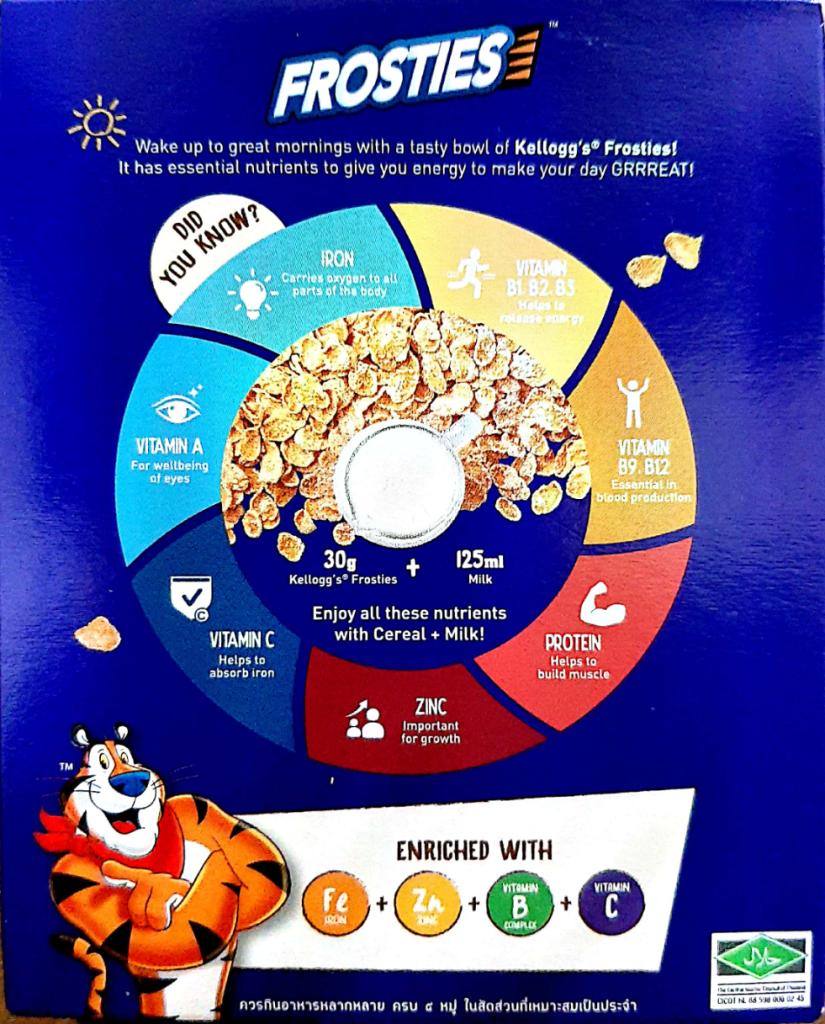 FROSTIES™
Wake up to great mornings with a tasty bowl of Kellogg's® Frosties!
It has essential nutrients to give you energy to make your day GRRREAT!
DID
YOU KNOW?
IRON
Carries oxygen to all
parts of the body
VITAMIN
B1. B2. B3
Helps to
release energy
VITAMIN
B9. B12
Essential in
blood production
PROTEIN
Helps to
build muscle
ZINC
Important
for growth
VITAMIN C
Helps to
absorb iron
C
VITAMIN A
For wellbeing
of eyes
30g + 125ml
Kellogg's® Frosties Milk
Enjoy all these nutrients
with Cereal + Milk!
TM
ENRICHED WITH
Fe + Zn + VITAMIN B COMPLEX + VITAMIN C
IRON ZINC
ควรกินอาหารหลากหลาย ครบ ๕ หมู่ ในสัดส่วนที่เหมาะสมเป็นประจำ
حلال